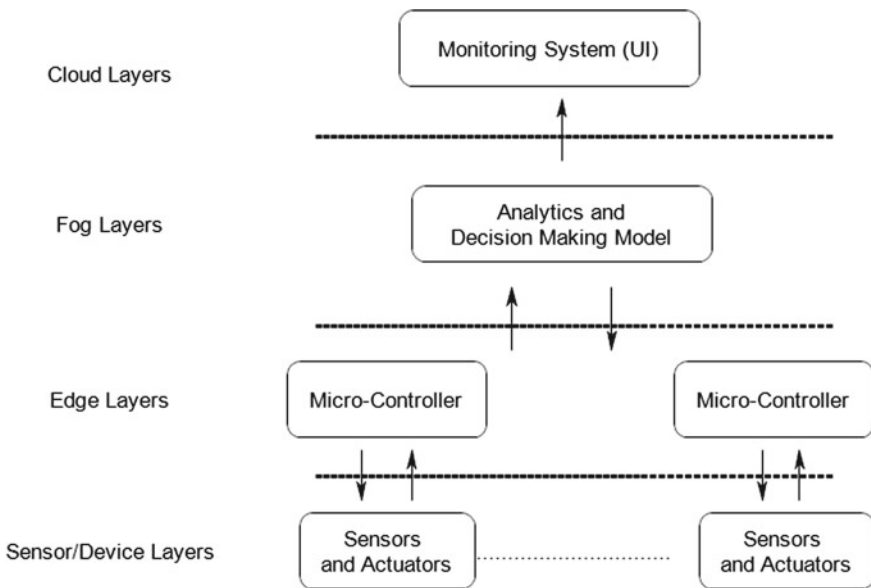 Cloud Layers
Monitoring System (UI)
Fog Layers
Analytics and
Decision Making Model
Edge Layers
Micro-Controller
Micro-Controller
Sensor/Device Layers
Sensors
and Actuators
Sensors
and Actuators